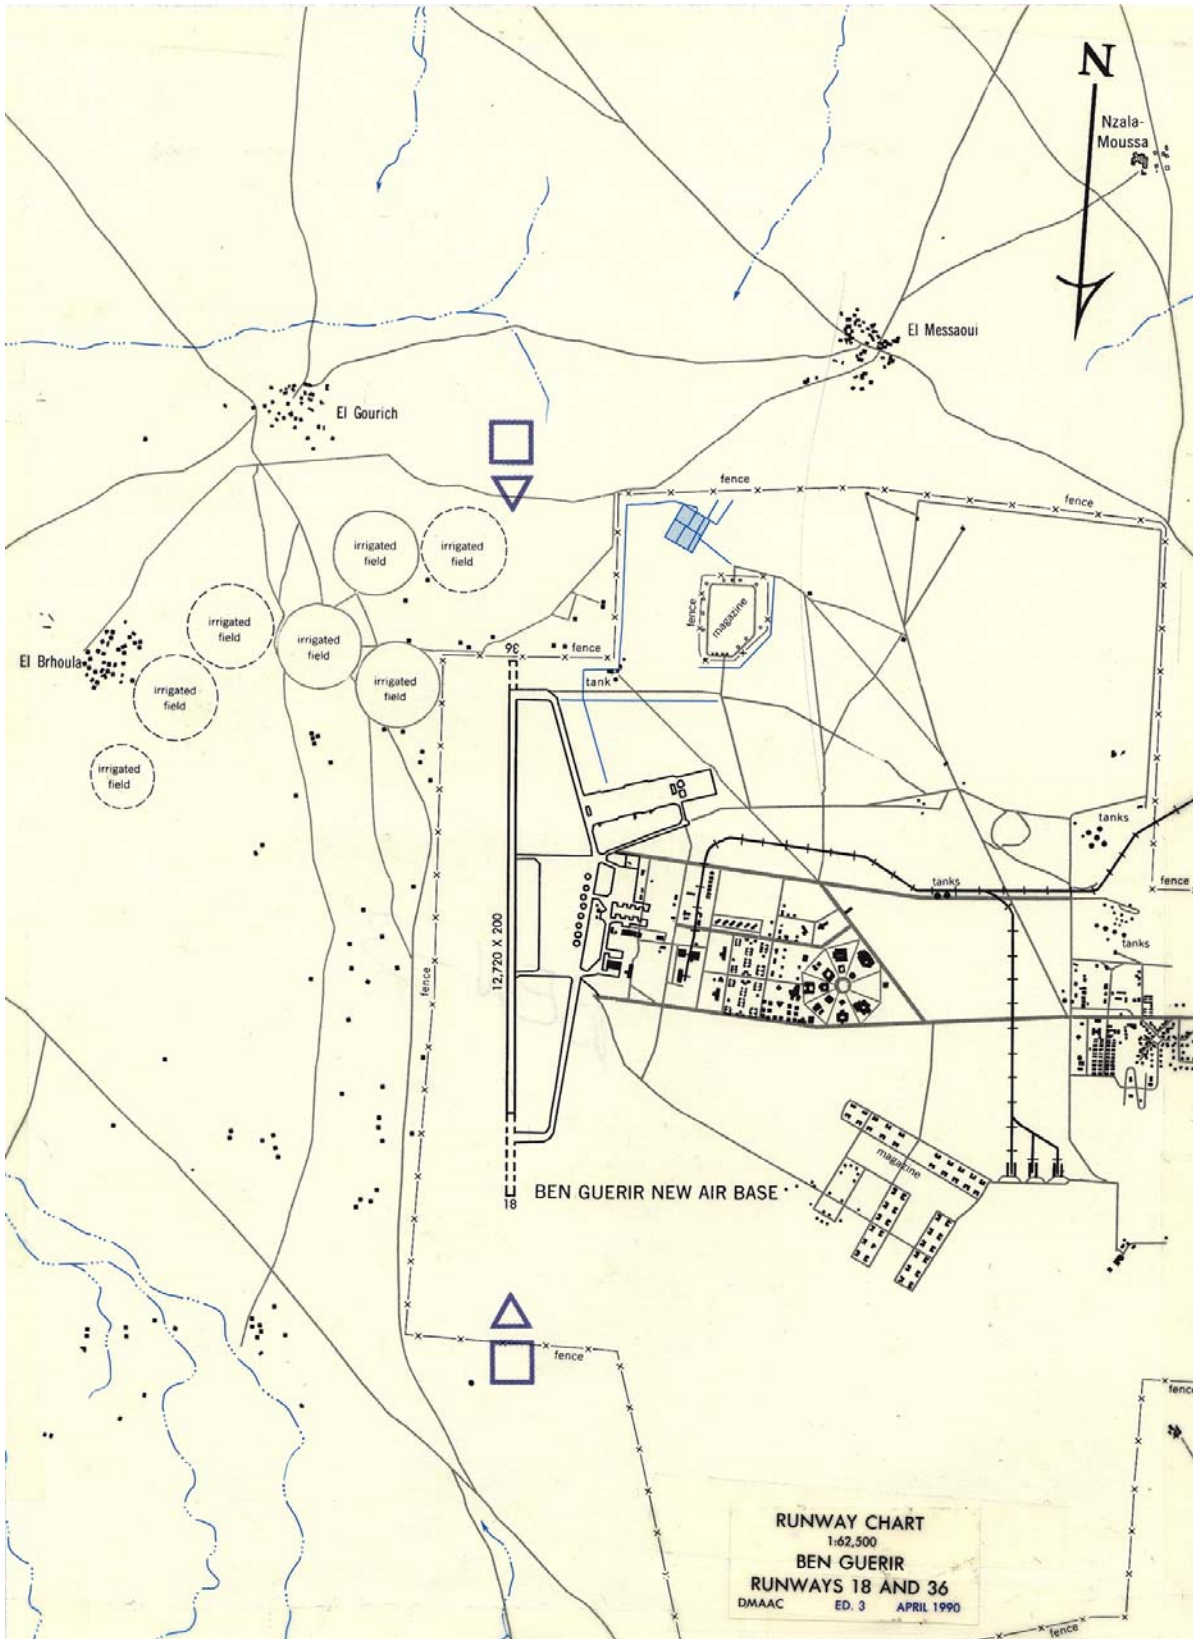 N
Nzala-
Moussa
El Messaoui
El Gourich
fence
fence
irrigated
field
irrigated
field
fence
magazine
irrigated
field
irrigated
field
El Brhoula
36
fence
irrigated
field
irrigated
field
tank
irrigated
field
tanks
tanks
fence
12,720 X 200
tanks
fence
magazine
18
BEN GUERIR NEW AIR BASE
fence
fence
RUNWAY CHART
1:62,500
BEN GUERIR
RUNWAYS 18 AND 36
DMAAC ED. 3 APRIL 1990
fence